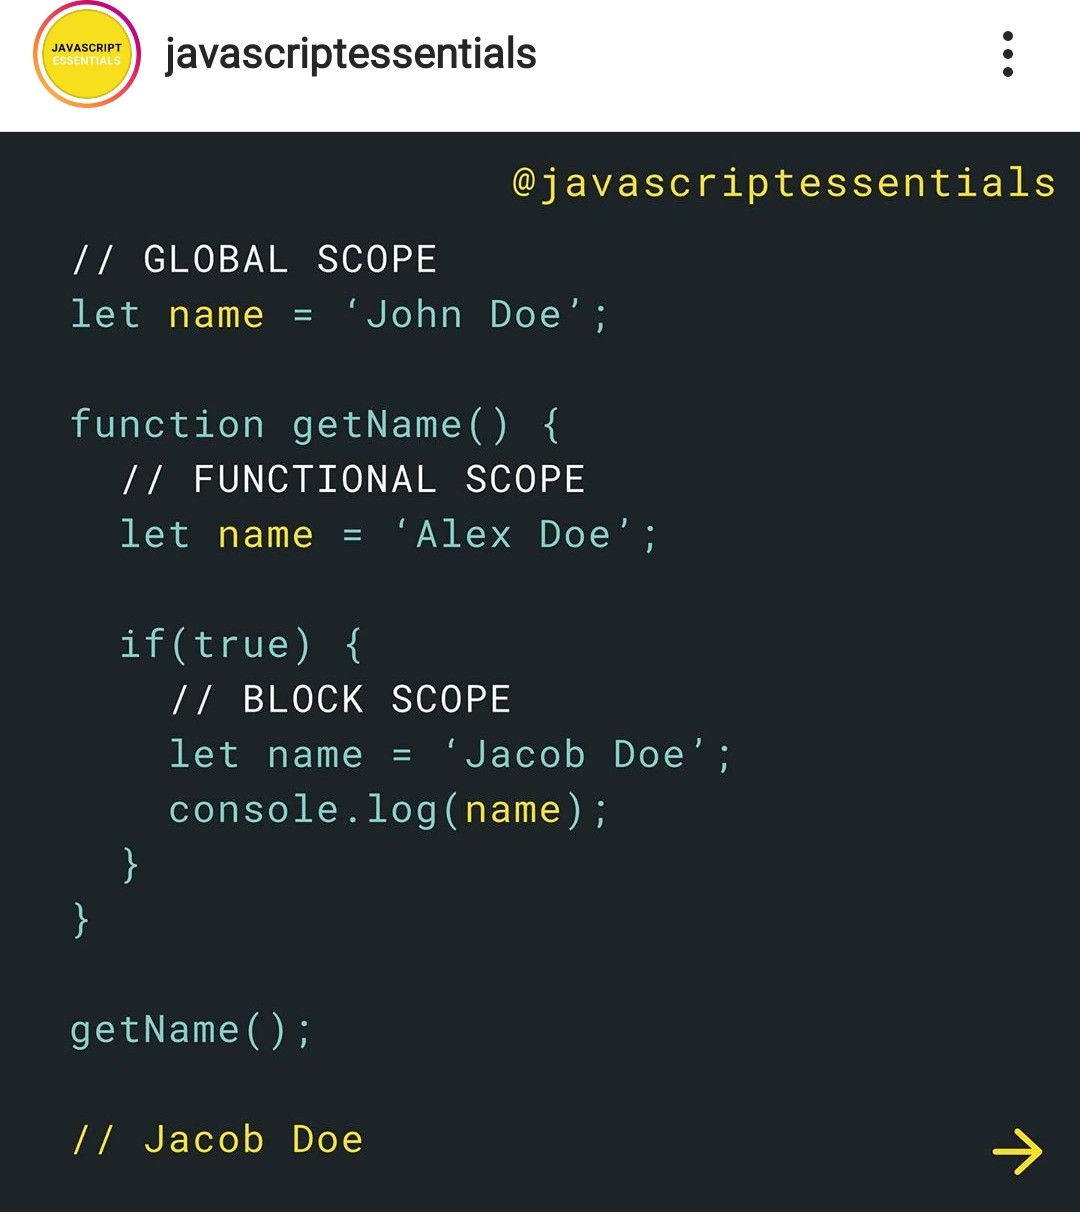 JAVASCRIPT
ESSENTIALS
javascriptessentials
@javascriptessentials
// GLOBAL SCOPE
let name = ‘John Doe’;
function getName() {
// FUNCTIONAL SCOPE
let name = ‘Alex Doe’;
if(true) {
// BLOCK SCOPE
let name = ‘Jacob Doe’;
console.log(name);
}
}
getName();
// Jacob Doe